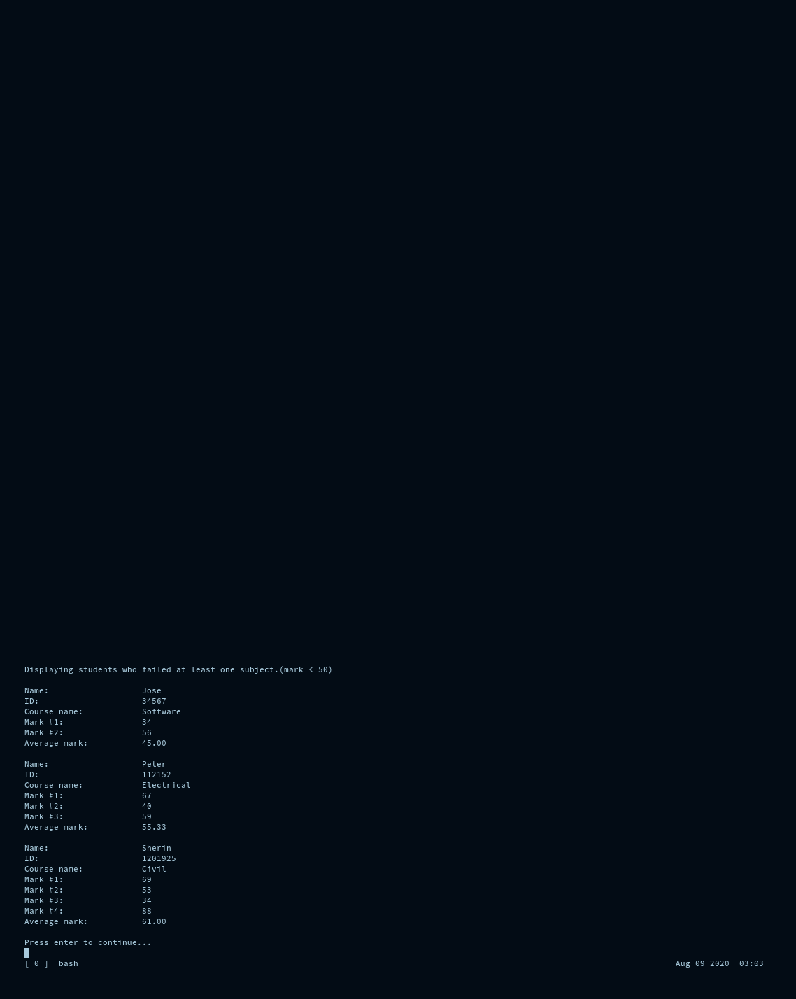 Displaying students who failed at least one subject.(mark < 50)
Name: Jose
ID: 34567
Course name: Software
Mark #1: 34
Mark #2: 56
Average mark: 45.00
Name: Peter
ID: 112152
Course name: Electrical
Mark #1: 67
Mark #2: 40
Mark #3: 59
Average mark: 55.33
Name: Sherin
ID: 1201925
Course name: Civil
Mark #1: 69
Mark #2: 53
Mark #3: 34
Mark #4: 88
Average mark: 61.00
Press enter to continue...
[ 0 ] bash Aug 09 2020 03:03